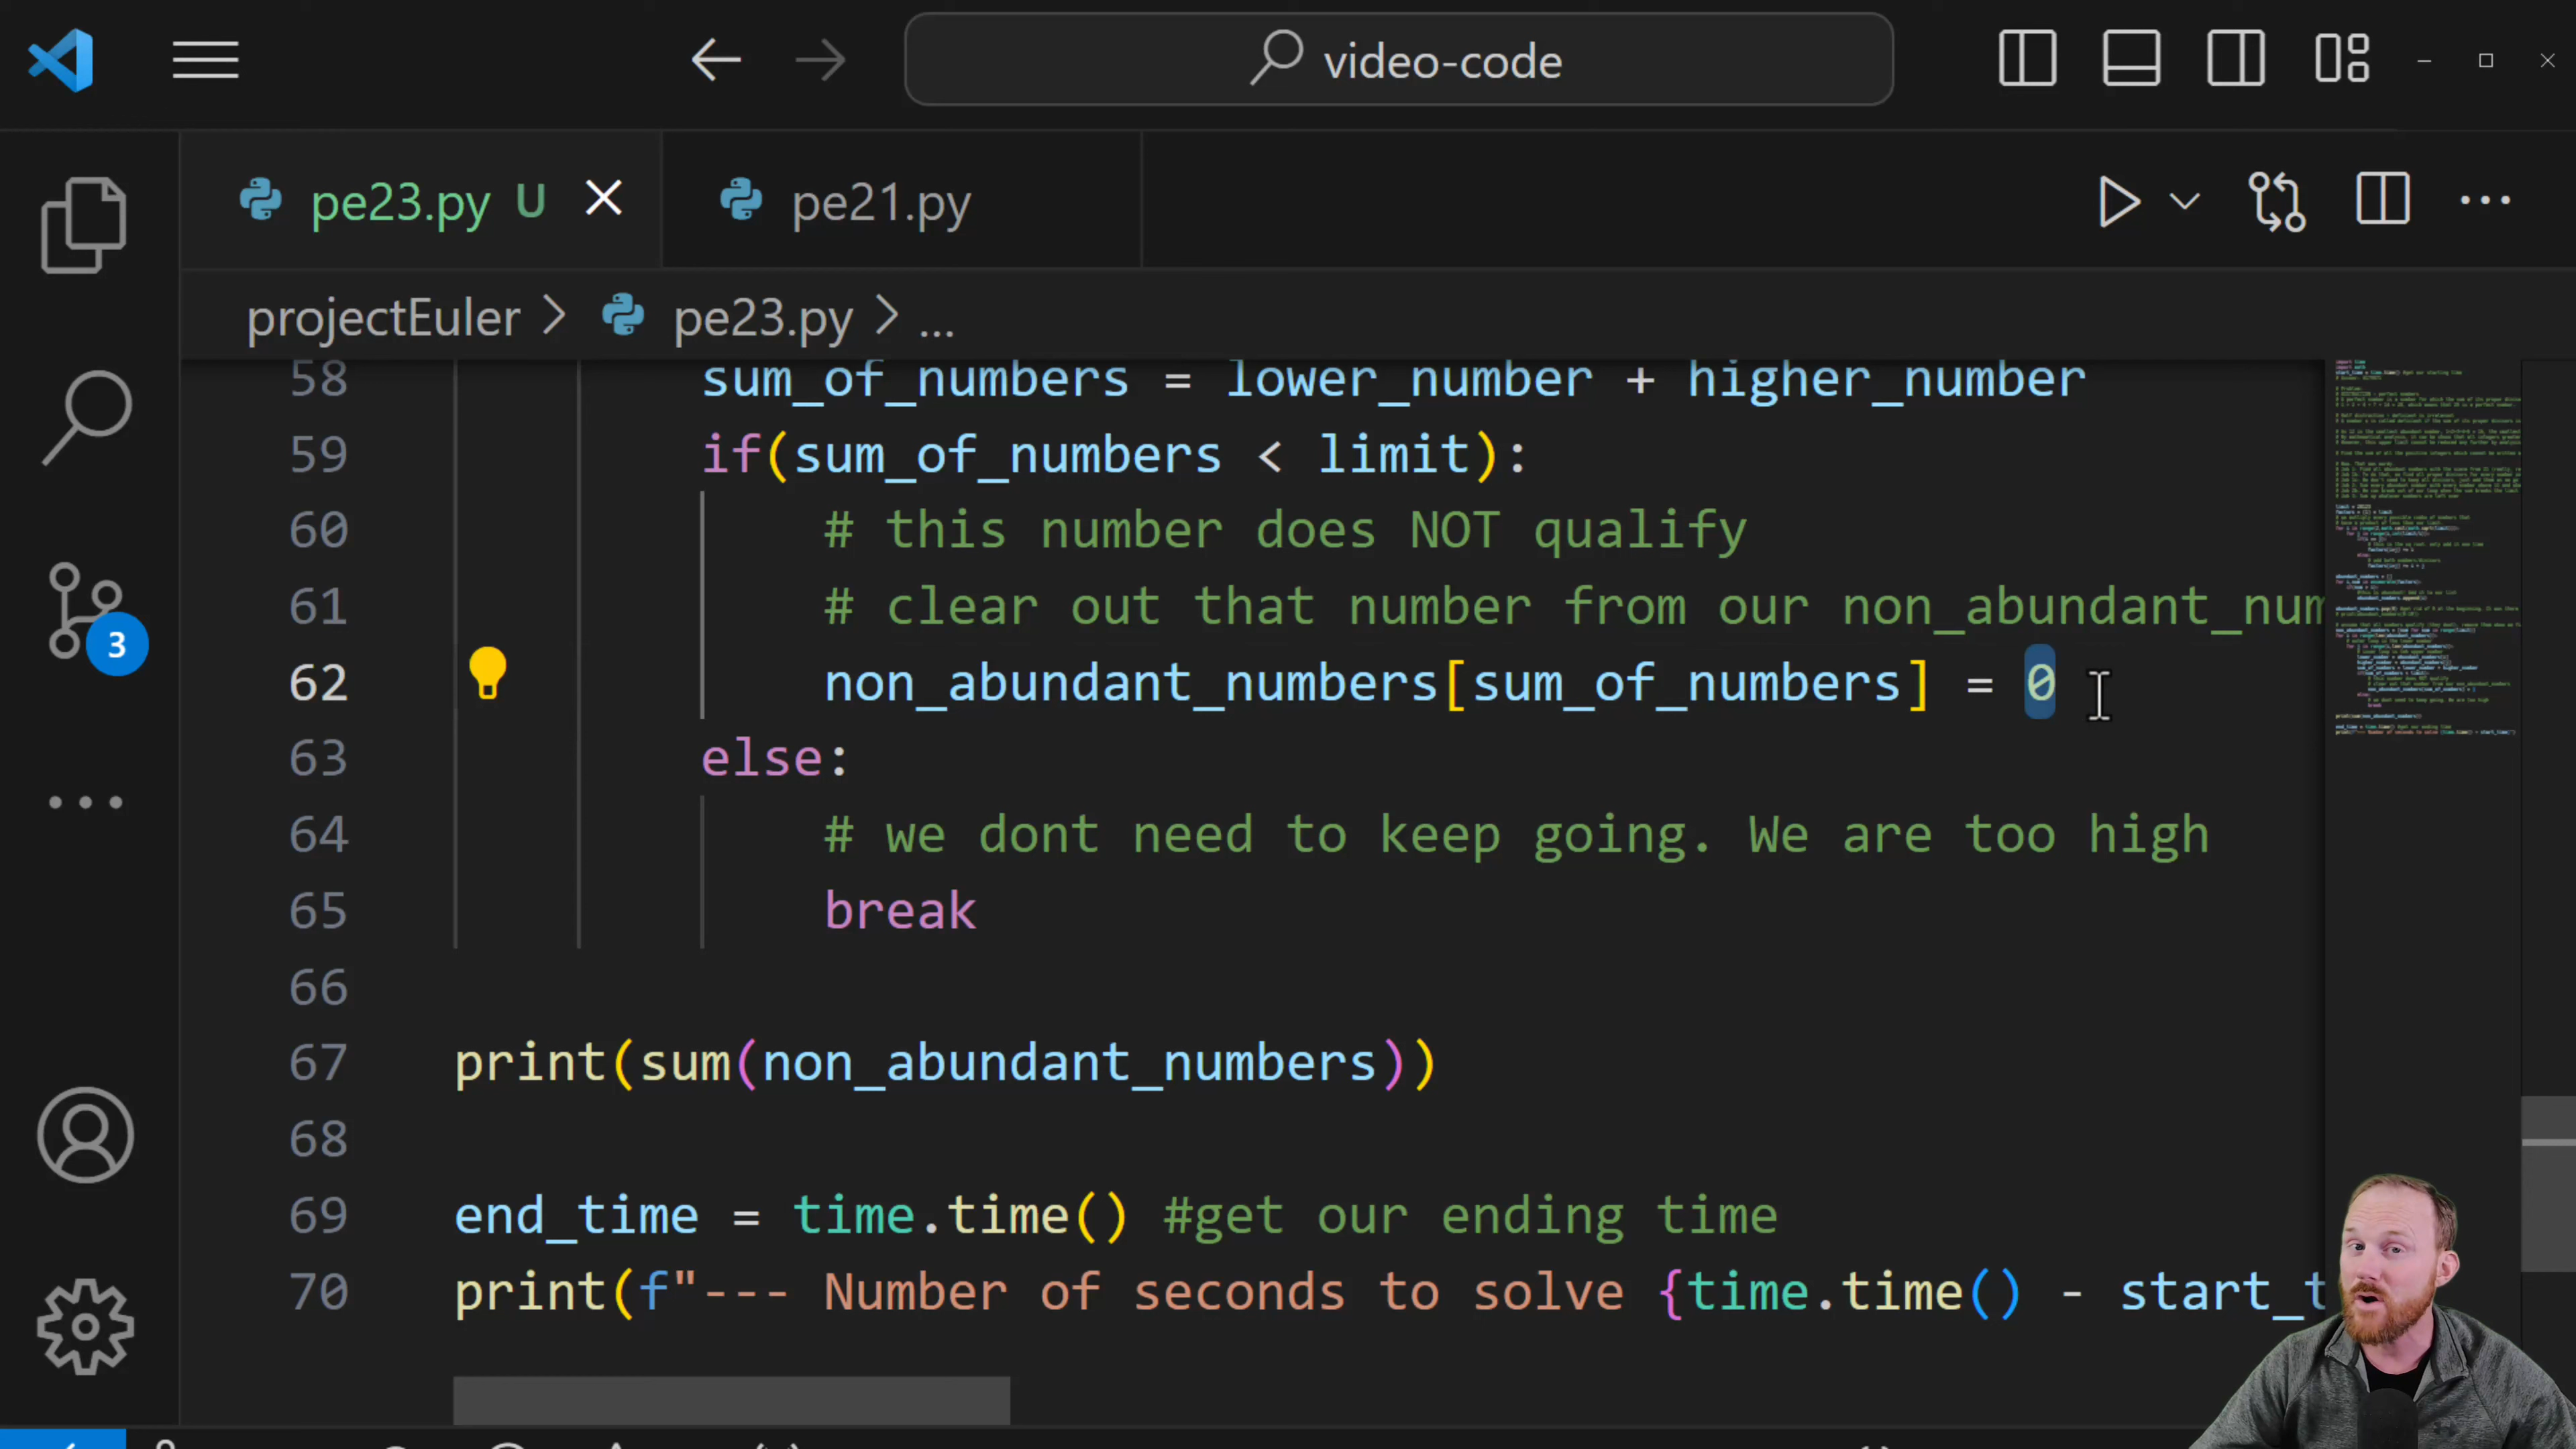 video-code
pe23.py U
pe21.py
projectEuler > pe23.py > ...
58 sum_of_numbers = lower_number + higher_number
59 if(sum_of_numbers < limit):
60 # this number does NOT qualify
61 # clear out that number from our non_abundant_num
62 non_abundant_numbers[sum_of_numbers] = 0
63 else:
64 # we dont need to keep going. We are too high
65 break
66
67 print(sum(non_abundant_numbers))
68
69 end_time = time.time() #get our ending time
70 print(f"--- Number of seconds to solve {time.time() - start_t
3